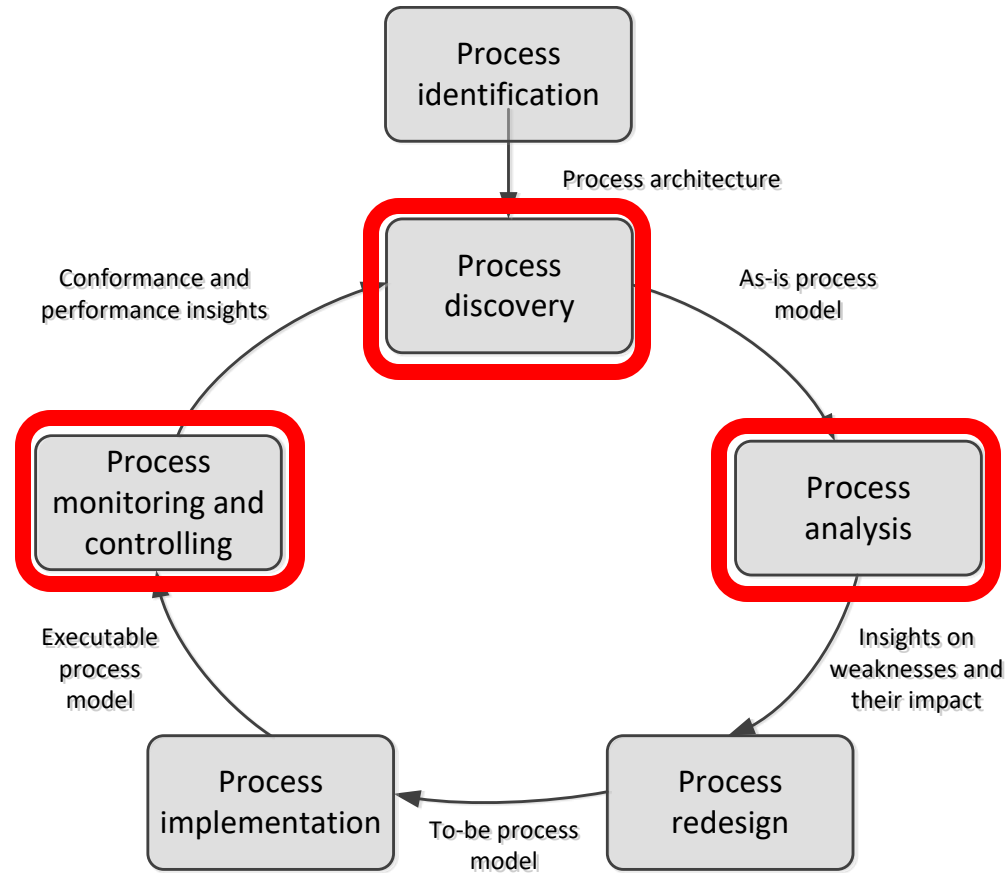 Process
identification
Process architecture
Process
discovery
Conformance and
performance insights
As-is process
model
Process
monitoring and
controlling
Process
analysis
Executable
process
model
Insights on
weaknesses and
their impact
Process
implementation
To-be process
model
Process
redesign